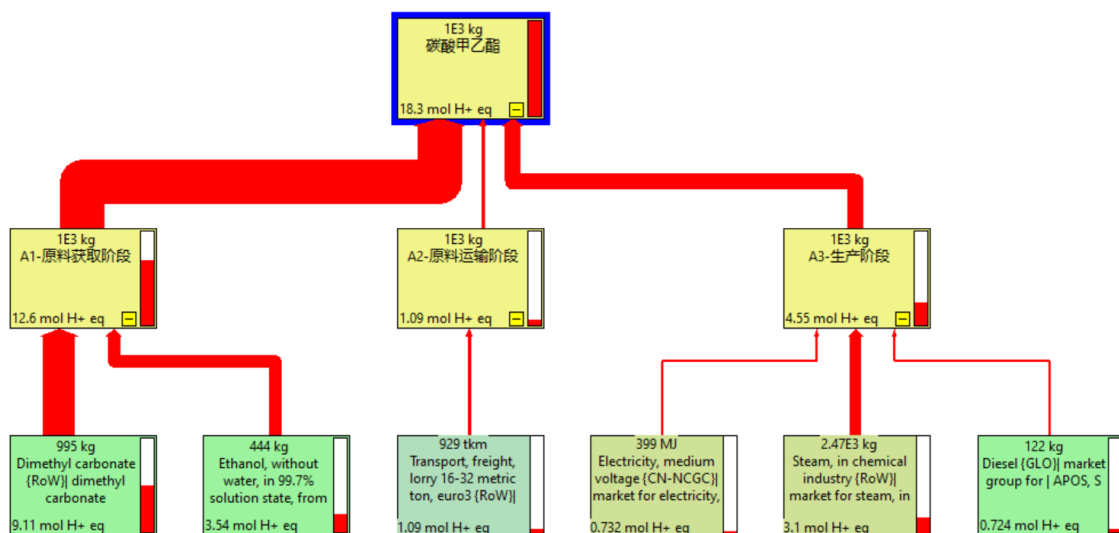 1E3 kg
碳酸甲乙酯
18.3 mol H+ eq
1E3 kg
A1-原料获取阶段
12.6 mol H+ eq
1E3 kg
A2-原料运输阶段
1.09 mol H+ eq
1E3 kg
A3-生产阶段
4.55 mol H+ eq
995 kg
Dimethyl carbonate
{RoW}| dimethyl
carbonate
9.11 mol H+ eq
444 kg
Ethanol, without
water, in 99.7%
solution state, from
3.54 mol H+ eq
929 tkm
Transport, freight,
lorry 16-32 metric
ton, euro3 {RoW}|
1.09 mol H+ eq
399 MJ
Electricity, medium
voltage {CN-NCGC}|
market for electricity,
0.732 mol H+ eq
2.47E3 kg
Steam, in chemical
industry {RoW}|
market for steam, in
3.1 mol H+ eq
122 kg
Diesel {GLO}| market
group for | APOS, S
0.724 mol H+ eq